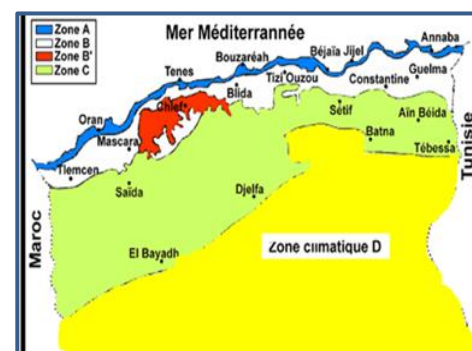 Zone A
Zone B
Zone B'
Zone C
Mer Méditerrannée
Annaba
Béjaïa Jijel
Bouzaréah
Guelma
Tenes
Tizi Ouzou
Constantine
Blida
Chlef
Oran
Sétif
Aïn Béida
Mascara
Batna
Tébessa
Tlemcen
Saïda
Djelfa
El Bayadh
Zone climatique D
Maroc
Tunisie